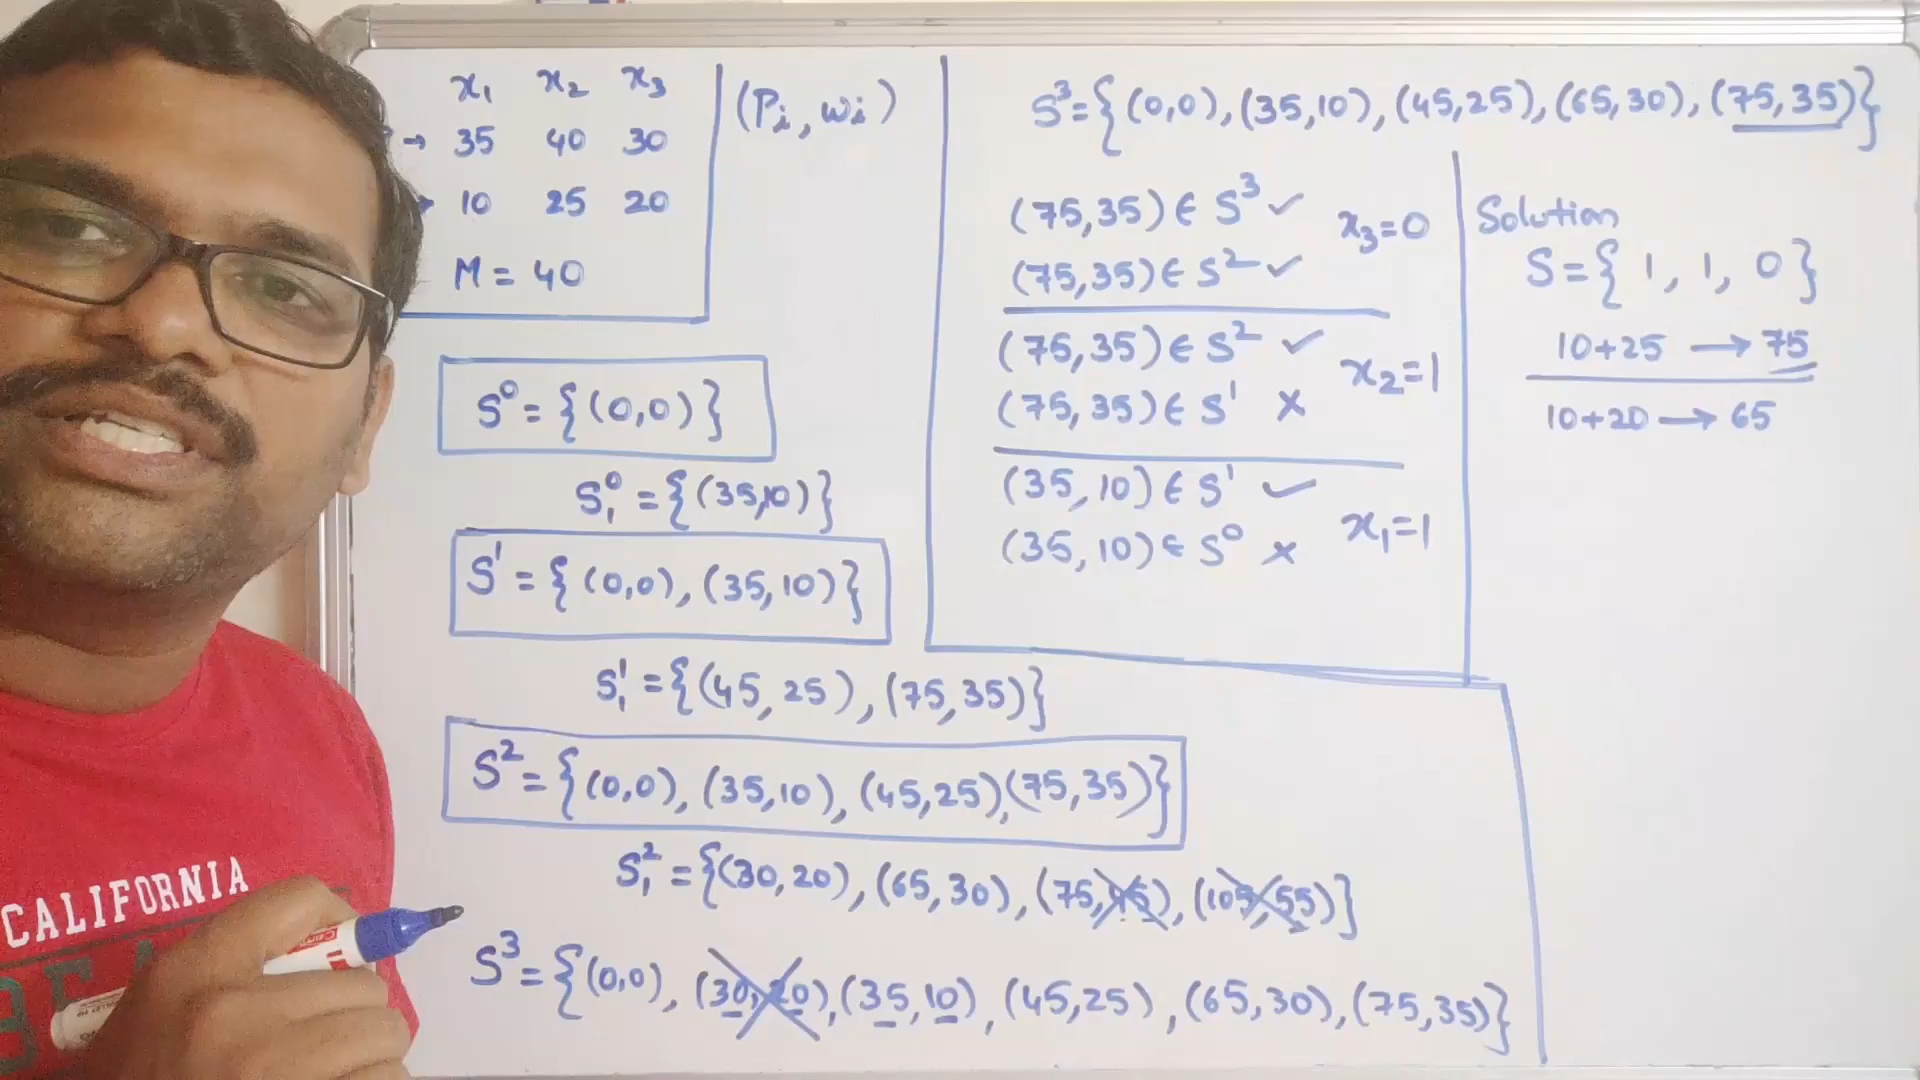 x₁ x₂ x₃
→ 35 40 30
→ 10 25 20
M = 40
(Pᵢ, wᵢ)
S⁰ = {(0,0)}
S₁⁰ = {(35,10)}
S¹ = {(0,0), (35,10)}
S₁¹ = {(45,25), (75,35)}
S² = {(0,0), (35,10), (45,25), (75,35)}
S₁² = {(30,20), (65,30), (75,45), (105,55)}
S³ = {(0,0), (30,20), (35,10), (45,25), (65,30), (75,35)}
S³ = {(0,0), (35,10), (45,25), (65,30), (75,35)}
(75,35) ∈ S³ ✓
x₃=0
(75,35) ∈ S² ✓
(75,35) ∈ S² ✓
x₂=1
(75,35) ∈ S¹ ×
(35,10) ∈ S¹ ✓
x₁=1
(35,10) ∈ S⁰ ×
Solution
S = {1, 1, 0}
10+25 → 75
10+20 → 65
CALIFORNIA